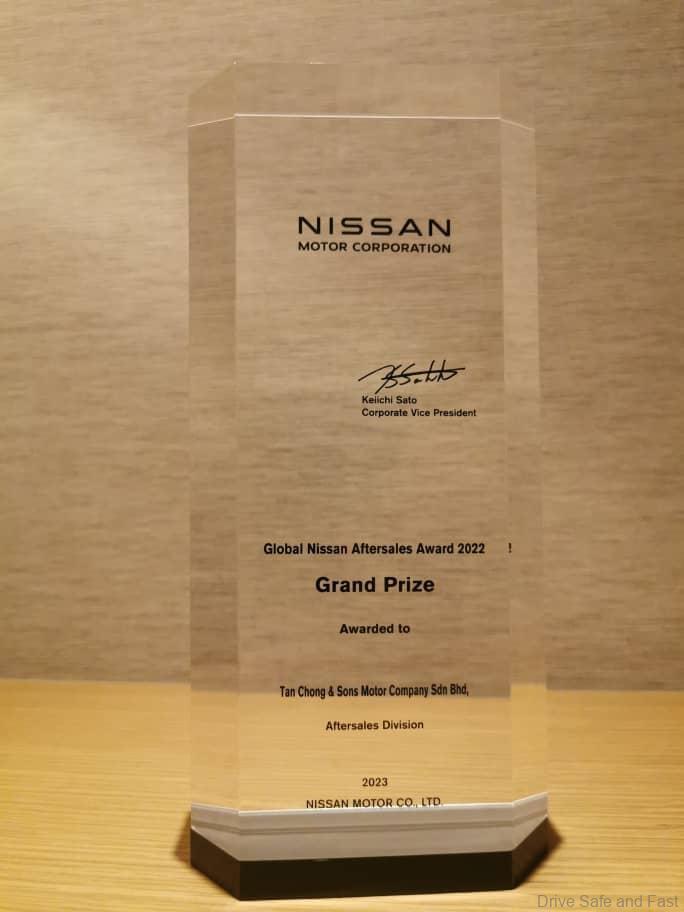 NISSAN
MOTOR CORPORATION
Keiichi Sato
Corporate Vice President
Global Nissan Aftersales Award 2022
Grand Prize
Awarded to
Tan Chong & Sons Motor Company Sdn Bhd,
Aftersales Division
2023
NISSAN MOTOR CO., LTD.
Drive Safe and Fast